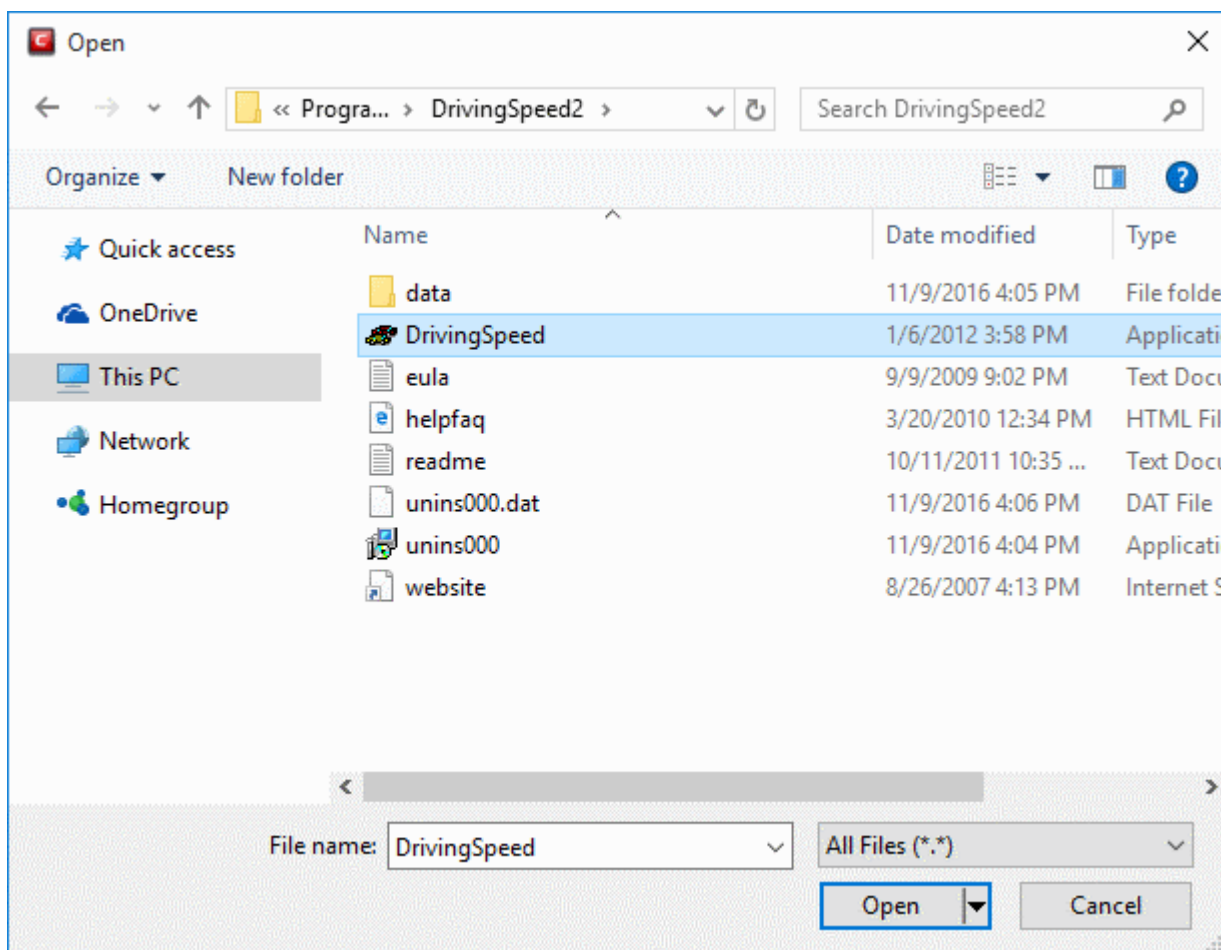 Open
« Progra... › DrivingSpeed2 › Search DrivingSpeed2
Organize New folder
Quick access
OneDrive
This PC
Network
Homegroup
Name Date modified Type
data 11/9/2016 4:05 PM File folde
DrivingSpeed 1/6/2012 3:58 PM Applicati
eula 9/9/2009 9:02 PM Text Docu
helpfaq 3/20/2010 12:34 PM HTML Fil
readme 10/11/2011 10:35 ... Text Docu
unins000.dat 11/9/2016 4:06 PM DAT File
unins000 11/9/2016 4:04 PM Applicati
website 8/26/2007 4:13 PM Internet S
File name: DrivingSpeed All Files (*.*)
Open Cancel